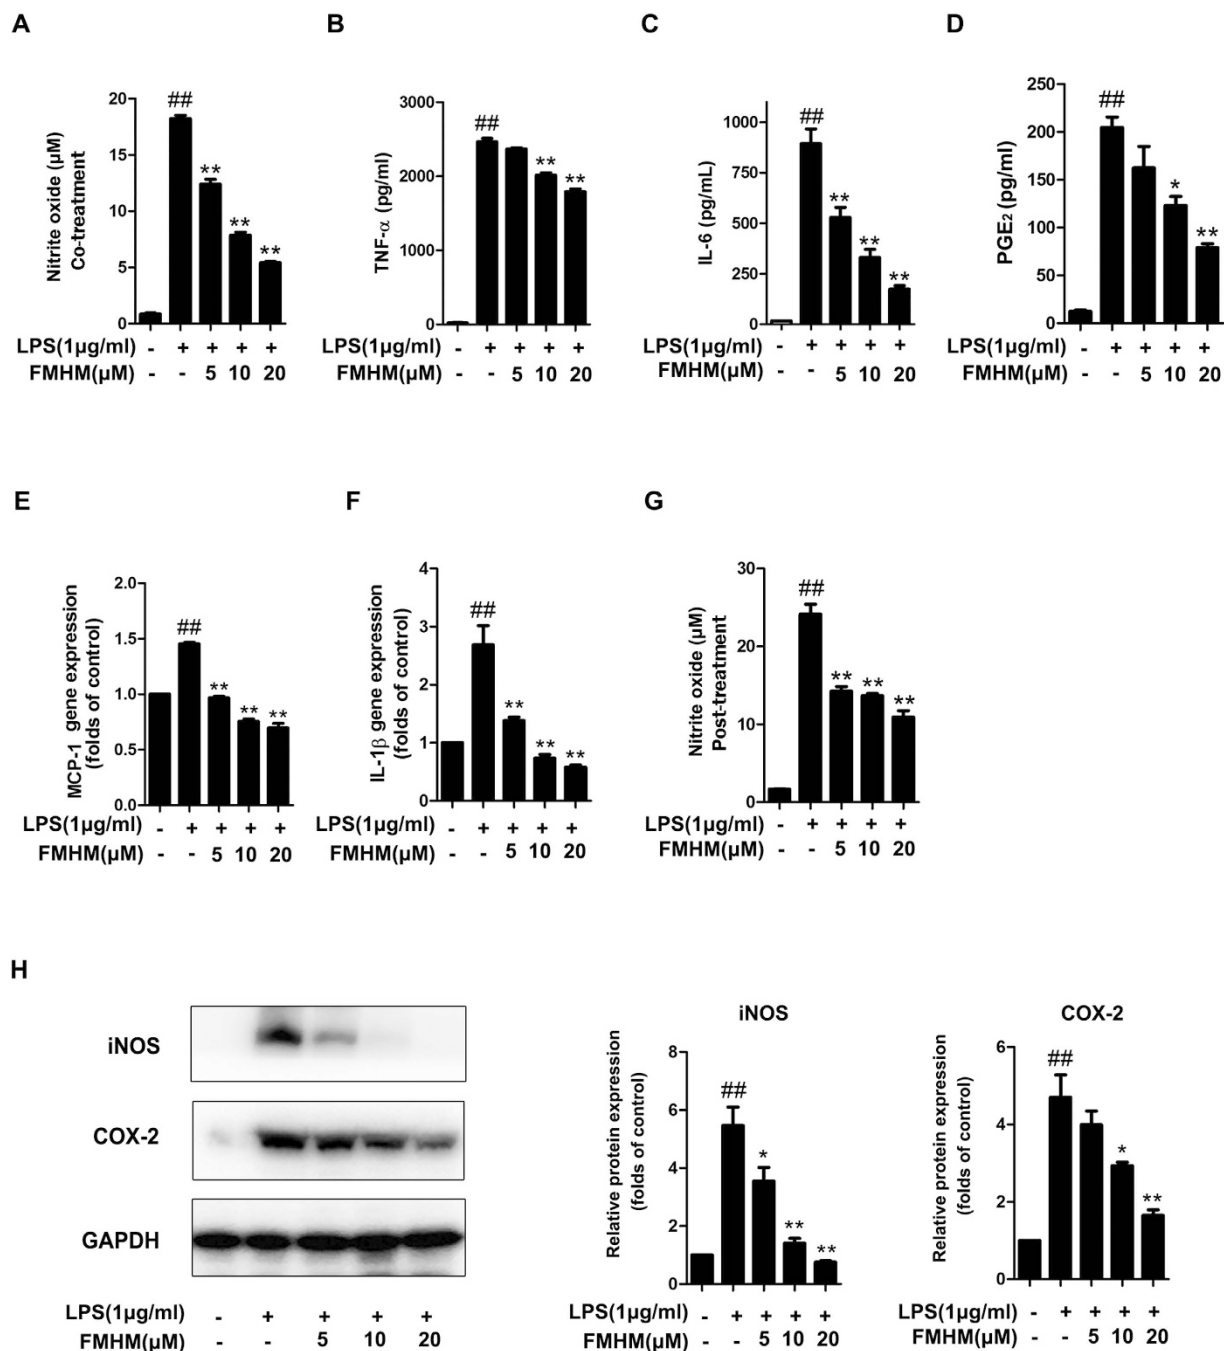 A
B
C
D
Nitrite oxide (µM)
Co-treatment
20
15
10
5
0
##
**
**
**
LPS(1µg/ml) - + + + +
FMHM(µM) - - 5 10 20
TNF-α (pg/ml)
3000
2000
1000
0
##
**
**
LPS(1µg/ml) - + + + +
FMHM(µM) - - 5 10 20
IL-6 (pg/mL)
1000
750
500
250
0
##
**
**
**
LPS(1µg/ml) - + + + +
FMHM(µM) - - 5 10 20
PGE₂ (pg/ml)
250
200
150
100
50
0
##
*
**
LPS(1µg/ml) - + + + +
FMHM(µM) - - 5 10 20
E
F
G
MCP-1 gene expression
(folds of control)
2.0
1.5
1.0
0.5
0.0
##
**
**
**
LPS(1µg/ml) - + + + +
FMHM(µM) - - 5 10 20
IL-1β gene expression
(folds of control)
4
3
2
1
0
##
**
**
**
LPS(1µg/ml) - + + + +
FMHM(µM) - - 5 10 20
Nitrite oxide (µM)
Post-treatment
30
20
10
0
##
**
**
**
LPS(1µg/ml) - + + + +
FMHM(µM) - - 5 10 20
H
iNOS
COX-2
GAPDH
LPS(1µg/ml) - + + + +
FMHM(µM) - - 5 10 20
iNOS
Relative protein expression
(folds of control)
8
6
4
2
0
##
*
**
**
LPS(1µg/ml) - + + + +
FMHM(µM) - - 5 10 20
COX-2
Relative protein expression
(folds of control)
6
4
2
0
##
*
**
LPS(1µg/ml) - + + + +
FMHM(µM) - - 5 10 20